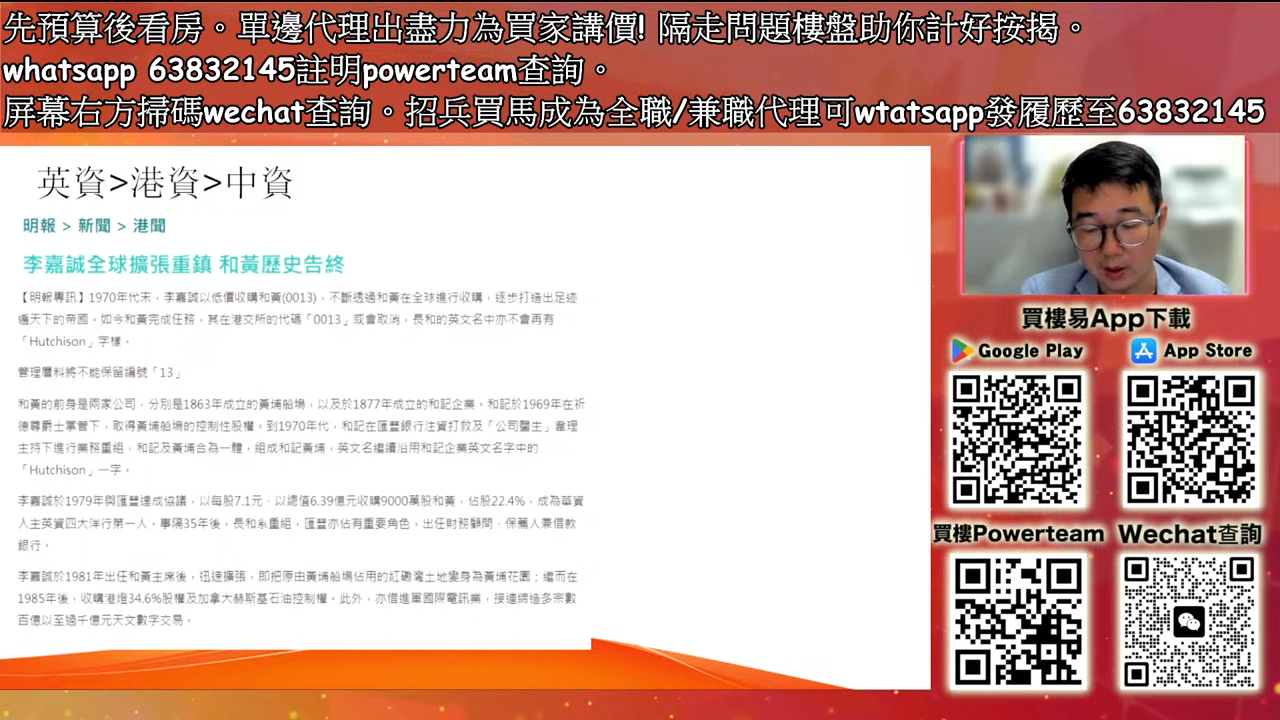 先預算後看房。單邊代理出盡力為買家講價! 隔走問題樓盤助你計好按揭。
whatsapp 63832145註明powerteam查詢。
屏幕右方掃碼wechat查詢。招兵買馬成為全職/兼職代理可wtatsapp發履歷至63832145
英資>港資>中資
明報 > 新聞 > 港聞
李嘉誠全球擴張重鎮 和黃歷史告終
【明報專訊】1970年代末，李嘉誠以低價收購和黃(0013)，不斷透過和黃在全球進行收購，逐步打造出足迹
遍天下的帝國。如今和黃完成任務，其在港交所的代碼「0013」或會取消，長和的英文名中亦不會再有
「Hutchison」字樣。
管理層料將不能保留編號「13」
和黃的前身是兩家公司，分別是1863年成立的黃埔船塢，以及於1877年成立的和記企業。和記於1969年在祈
德尊爵士掌管下，取得黃埔船塢的控制性股權。到1970年代，和記在匯豐銀行注資打救及「公司醫生」韋理
主持下進行業務重組，和記及黃埔合為一體，組成和記黃埔，英文名繼續沿用和記企業英文名字中的
「Hutchison」一字。
李嘉誠於1979年與匯豐達成協議，以每股7.1元、以總值6.39億元收購9000萬股和黃，佔股22.4%，成為華資
入主英資四大洋行第一人。事隔35年後，長和系重組，匯豐亦佔有重要角色，出任財務顧問、保薦人兼借款
銀行。
李嘉誠於1981年出任和黃主席後，迅速擴張，即把原由黃埔船塢佔用的紅磡灣土地變身為黃埔花園；繼而在
1985年後，收購港燈34.6%股權及加拿大赫斯基石油控制權。此外，亦借進軍國際電訊業，接連締造多宗數
百億以至過千億元天文數字交易。
買樓易App下載
Google Play
App Store
買樓Powerteam
Wechat查詢